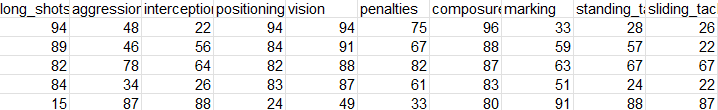 long_shots aggression interception positioning vision penalties composure marking standing_ta sliding_tac
94 48 22 94 94 75 96 33 28 26
89 46 56 84 91 67 88 59 57 22
82 78 64 82 88 82 87 63 67 67
84 34 26 83 87 61 83 51 24 22
15 87 88 24 49 33 80 91 88 87